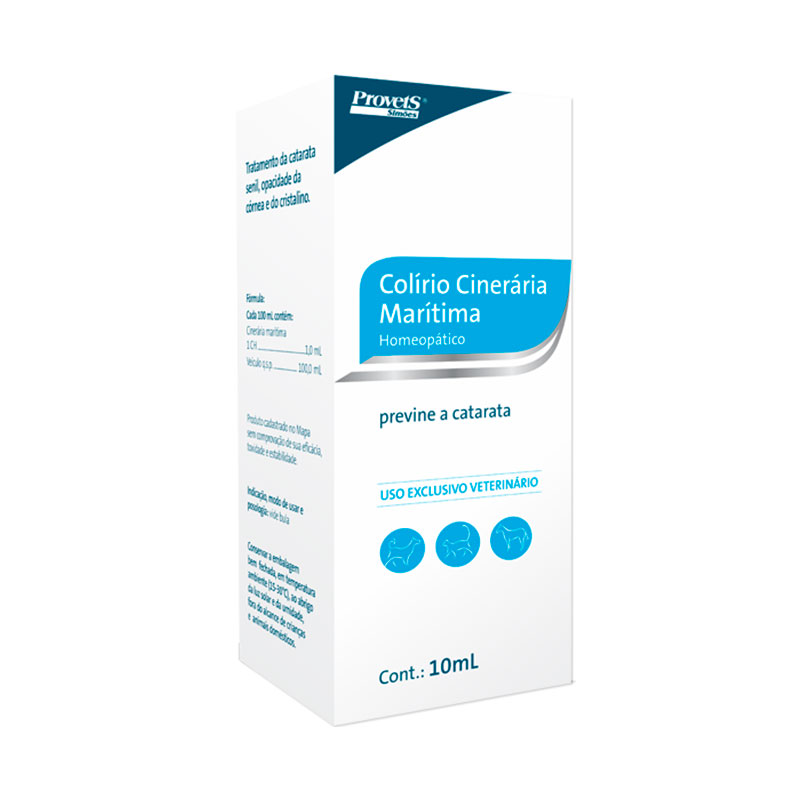 Provets®
Simões
Colírio Cinerária
Marítima
Homeopático
previne a catarata
USO EXCLUSIVO VETERINÁRIO
Cont.: 10mL
Tratamento da catarata
senil, opacidade da
córnea e do cristalino.
Fórmula:
Cada 100 mL contém:
Cinerária marítima
1 CH ........................ 1,0 mL
Veículo q.s.p. ............ 100,0 mL
Produto cadastrado no Mapa
sem comprovação de sua eficácia,
toxidade e estabilidade.
Indicação, modo de usar e
posologia: vide bula
Conservar a embalagem
bem fechada, em temperatura
ambiente (15-30°C), ao abrigo
da luz solar e da umidade,
fora do alcance de crianças
e animais domésticos.